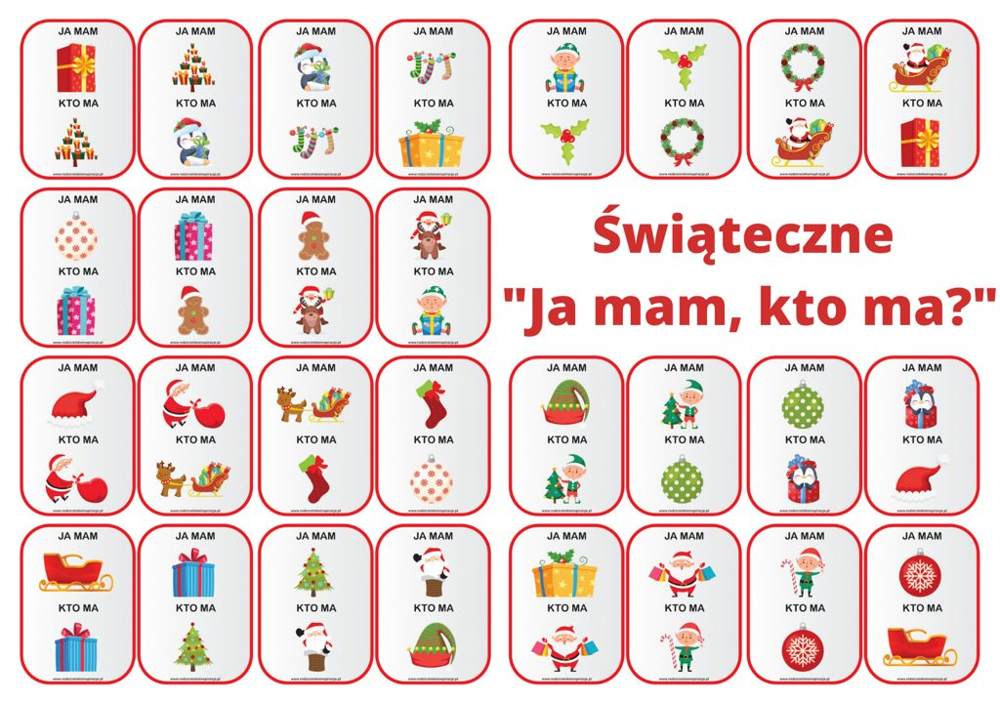 JA MAM JA MAM JA MAM JA MAM JA MAM JA MAM JA MAM JA MAM
KTO MA KTO MA KTO MA KTO MA KTO MA KTO MA KTO MA KTO MA
www.rodzicielskieinspiracje.pl www.rodzicielskieinspiracje.pl www.rodzicielskieinspiracje.pl www.rodzicielskieinspiracje.pl www.rodzicielskieinspiracje.pl www.rodzicielskieinspiracje.pl www.rodzicielskieinspiracje.pl www.rodzicielskieinspiracje.pl
JA MAM JA MAM JA MAM JA MAM
KTO MA KTO MA KTO MA KTO MA
www.rodzicielskieinspiracje.pl www.rodzicielskieinspiracje.pl www.rodzicielskieinspiracje.pl www.rodzicielskieinspiracje.pl
Świąteczne
"Ja mam, kto ma?"
JA MAM JA MAM JA MAM JA MAM JA MAM JA MAM JA MAM JA MAM
KTO MA KTO MA KTO MA KTO MA KTO MA KTO MA KTO MA KTO MA
www.rodzicielskieinspiracje.pl www.rodzicielskieinspiracje.pl www.rodzicielskieinspiracje.pl www.rodzicielskieinspiracje.pl www.rodzicielskieinspiracje.pl www.rodzicielskieinspiracje.pl www.rodzicielskieinspiracje.pl www.rodzicielskieinspiracje.pl
JA MAM JA MAM JA MAM JA MAM JA MAM JA MAM JA MAM JA MAM
KTO MA KTO MA KTO MA KTO MA KTO MA KTO MA KTO MA KTO MA
www.rodzicielskieinspiracje.pl www.rodzicielskieinspiracje.pl www.rodzicielskieinspiracje.pl www.rodzicielskieinspiracje.pl www.rodzicielskieinspiracje.pl www.rodzicielskieinspiracje.pl www.rodzicielskieinspiracje.pl www.rodzicielskieinspiracje.pl